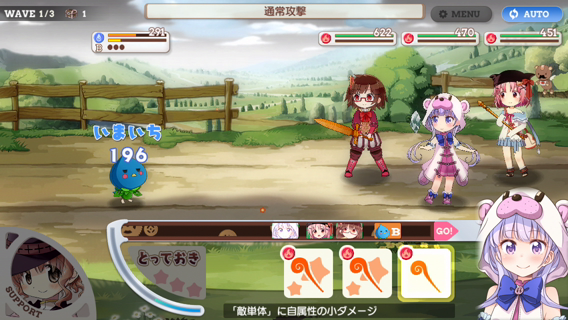 WAVE 1/3 1
通常攻撃
MENU
AUTO
291
B
622
470
451
いまいち
196
B
GO!
とっておき
SUPPORT
「敵単体」に自属性の小ダメージ